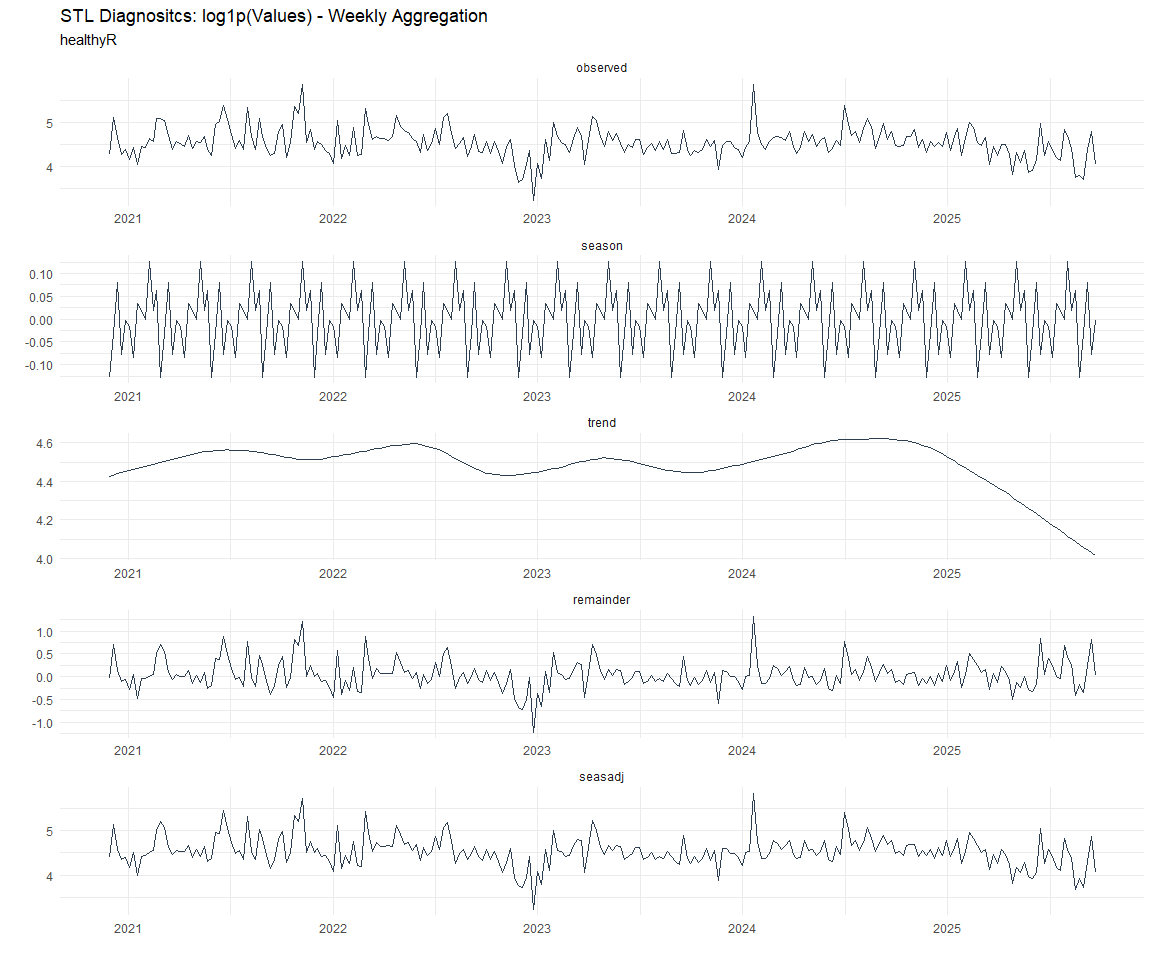 STL Diagnositcs: log1p(Values) - Weekly Aggregation
healthyR
observed
5
4
2021 2022 2023 2024 2025
season
0.10
0.05
0.00
-0.05
-0.10
2021 2022 2023 2024 2025
trend
4.6
4.4
4.2
4.0
2021 2022 2023 2024 2025
remainder
1.0
0.5
0.0
-0.5
-1.0
2021 2022 2023 2024 2025
seasadj
5
4
2021 2022 2023 2024 2025